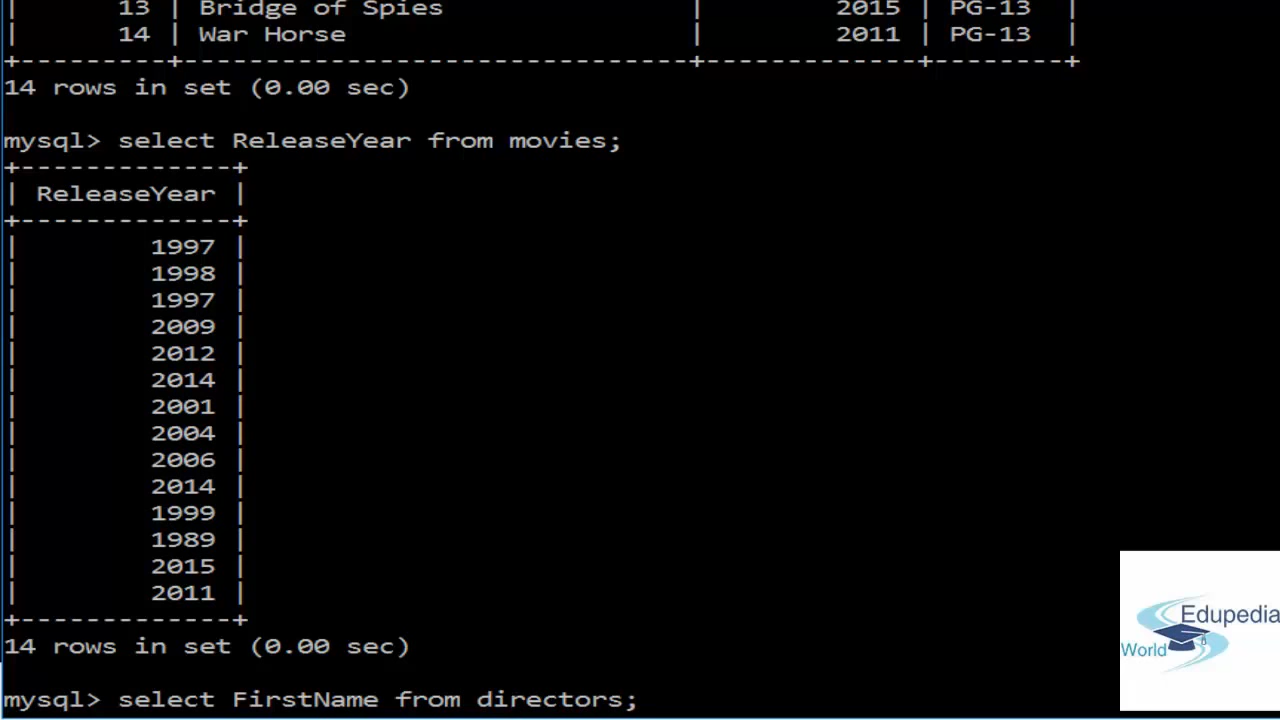 | 13 | Bridge of Spies | 2015 | PG-13 |
| 14 | War Horse | 2011 | PG-13 |
+---------+--------------------------------+-------------+--------+
14 rows in set (0.00 sec)
mysql> select ReleaseYear from movies;
+-------------+
| ReleaseYear |
+-------------+
| 1997 |
| 1998 |
| 1997 |
| 2009 |
| 2012 |
| 2014 |
| 2001 |
| 2004 |
| 2006 |
| 2014 |
| 1999 |
| 1989 |
| 2015 |
| 2011 |
+-------------+
14 rows in set (0.00 sec)
mysql> select FirstName from directors;
Edupedia
World